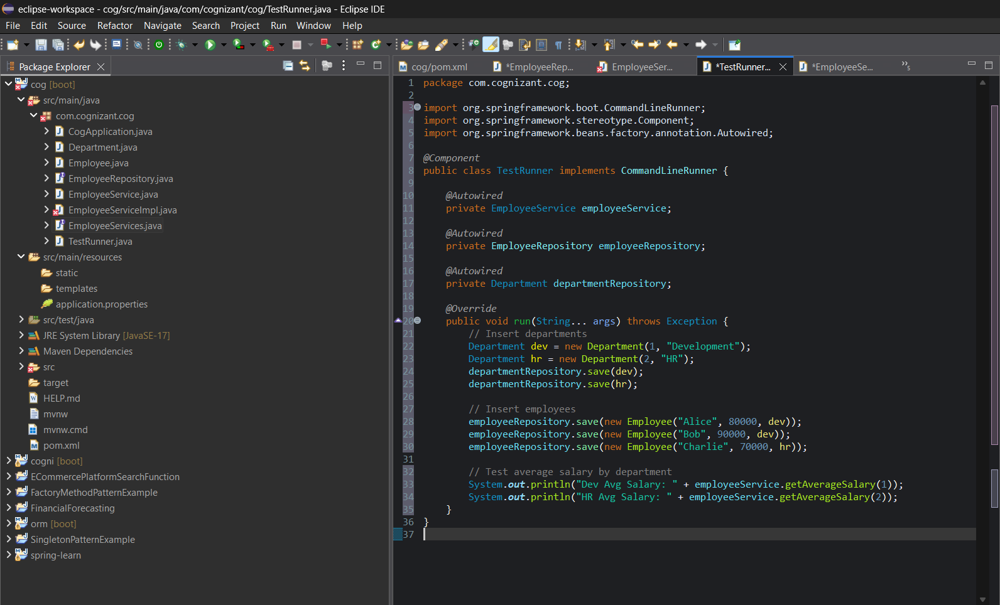 eclipse-workspace - cog/src/main/java/com/cognizant/cog/TestRunner.java - Eclipse IDE
File Edit Source Refactor Navigate Search Project Run Window Help
Package Explorer
cog [boot]
src/main/java
com.cognizant.cog
CogApplication.java
Department.java
Employee.java
EmployeeRepository.java
EmployeeService.java
EmployeeServiceImpl.java
EmployeeServices.java
TestRunner.java
src/main/resources
static
templates
application.properties
src/test/java
JRE System Library [JavaSE-17]
Maven Dependencies
src
target
HELP.md
mvnw
mvnw.cmd
pom.xml
cogni [boot]
ECommercePlatformSearchFunction
FactoryMethodPatternExample
FinancialForecasting
orm [boot]
SingletonPatternExample
spring-learn
cog/pom.xml *EmployeeRep... EmployeeSer... *TestRunner... *EmployeeSe... »5
1 package com.cognizant.cog;
2
3 import org.springframework.boot.CommandLineRunner;
4 import org.springframework.stereotype.Component;
5 import org.springframework.beans.factory.annotation.Autowired;
6
7 @Component
8 public class TestRunner implements CommandLineRunner {
9
10 @Autowired
11 private EmployeeService employeeService;
12
13 @Autowired
14 private EmployeeRepository employeeRepository;
15
16 @Autowired
17 private Department departmentRepository;
18
19 @Override
20 public void run(String... args) throws Exception {
21 // Insert departments
22 Department dev = new Department(1, "Development");
23 Department hr = new Department(2, "HR");
24 departmentRepository.save(dev);
25 departmentRepository.save(hr);
26
27 // Insert employees
28 employeeRepository.save(new Employee("Alice", 80000, dev));
29 employeeRepository.save(new Employee("Bob", 90000, dev));
30 employeeRepository.save(new Employee("Charlie", 70000, hr));
31
32 // Test average salary by department
33 System.out.println("Dev Avg Salary: " + employeeService.getAverageSalary(1));
34 System.out.println("HR Avg Salary: " + employeeService.getAverageSalary(2));
35 }
36 }
37